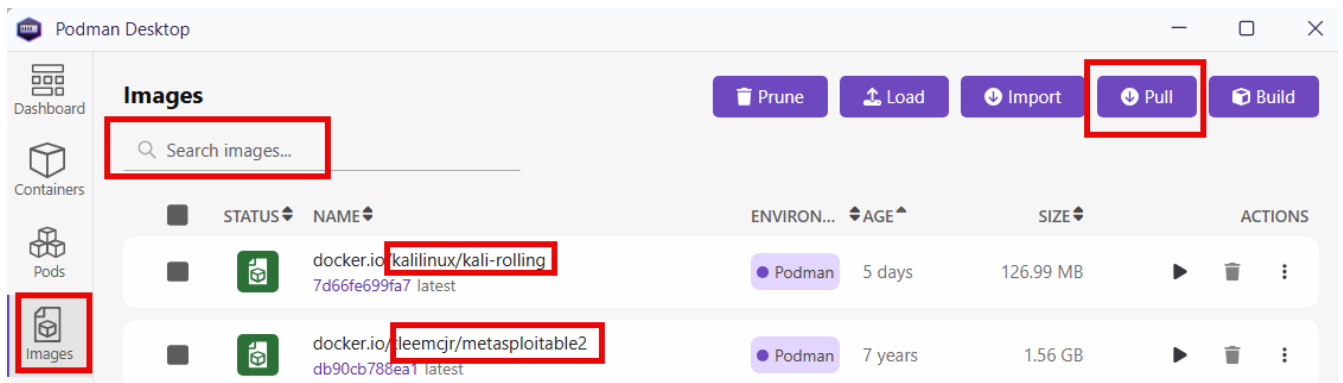 Podman Desktop
Dashboard
Containers
Pods
Images
Images
Prune
Load
Import
Pull
Build
Search images...
STATUS NAME ENVIRON... AGE SIZE ACTIONS
docker.io/kalilinux/kali-rolling
7d66fe699fa7 latest
Podman 5 days 126.99 MB
docker.io/cleemcjr/metasploitable2
db90cb788ea1 latest
Podman 7 years 1.56 GB